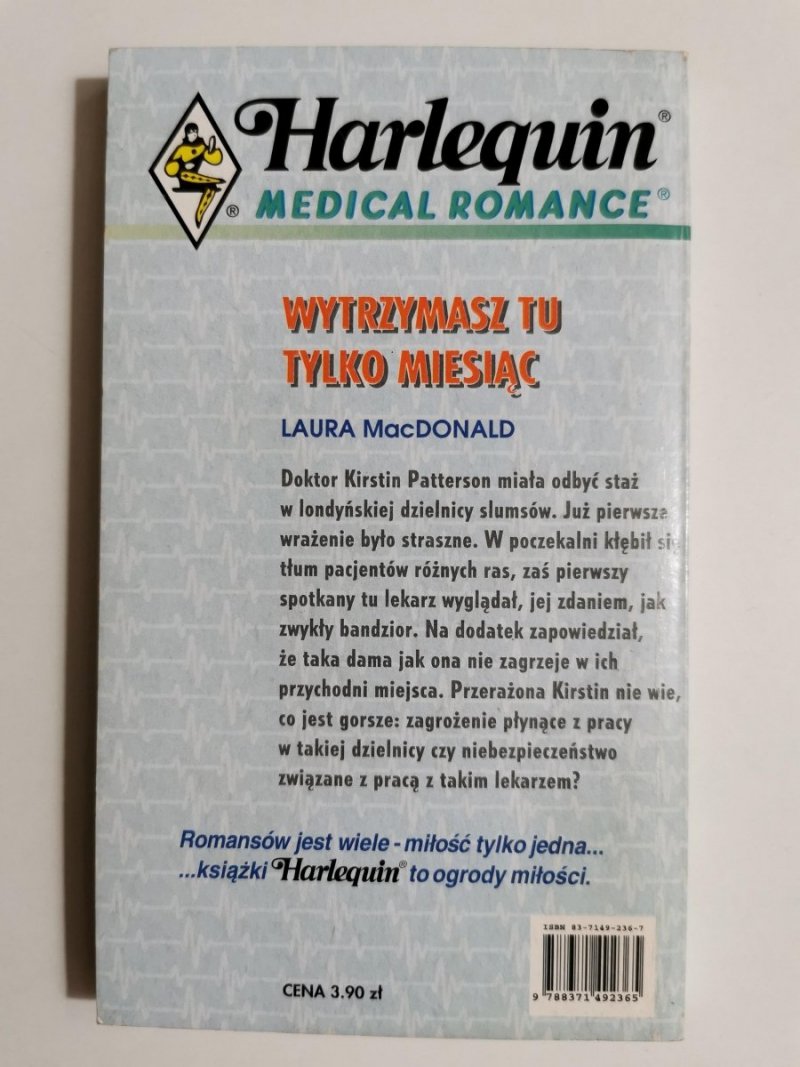 Harlequin®
® MEDICAL ROMANCE®
WYTRZYMASZ TU
TYLKO MIESIĄC
LAURA MacDONALD
Doktor Kirstin Patterson miała odbyć staż
w londyńskiej dzielnicy slumsów. Już pierwsze
wrażenie było straszne. W poczekalni kłębił się
tłum pacjentów różnych ras, zaś pierwszy
spotkany tu lekarz wyglądał, jej zdaniem, jak
zwykły bandzior. Na dodatek zapowiedział,
że taka dama jak ona nie zagrzeje w ich
przychodni miejsca. Przerażona Kirstin nie wie,
co jest gorsze: zagrożenie płynące z pracy
w takiej dzielnicy czy niebezpieczeństwo
związane z pracą z takim lekarzem?
Romansów jest wiele - miłość tylko jedna...
...książki Harlequin® to ogrody miłości.
ISBN 83-7149-236-7
9 788371 492365
CENA 3.90 zł